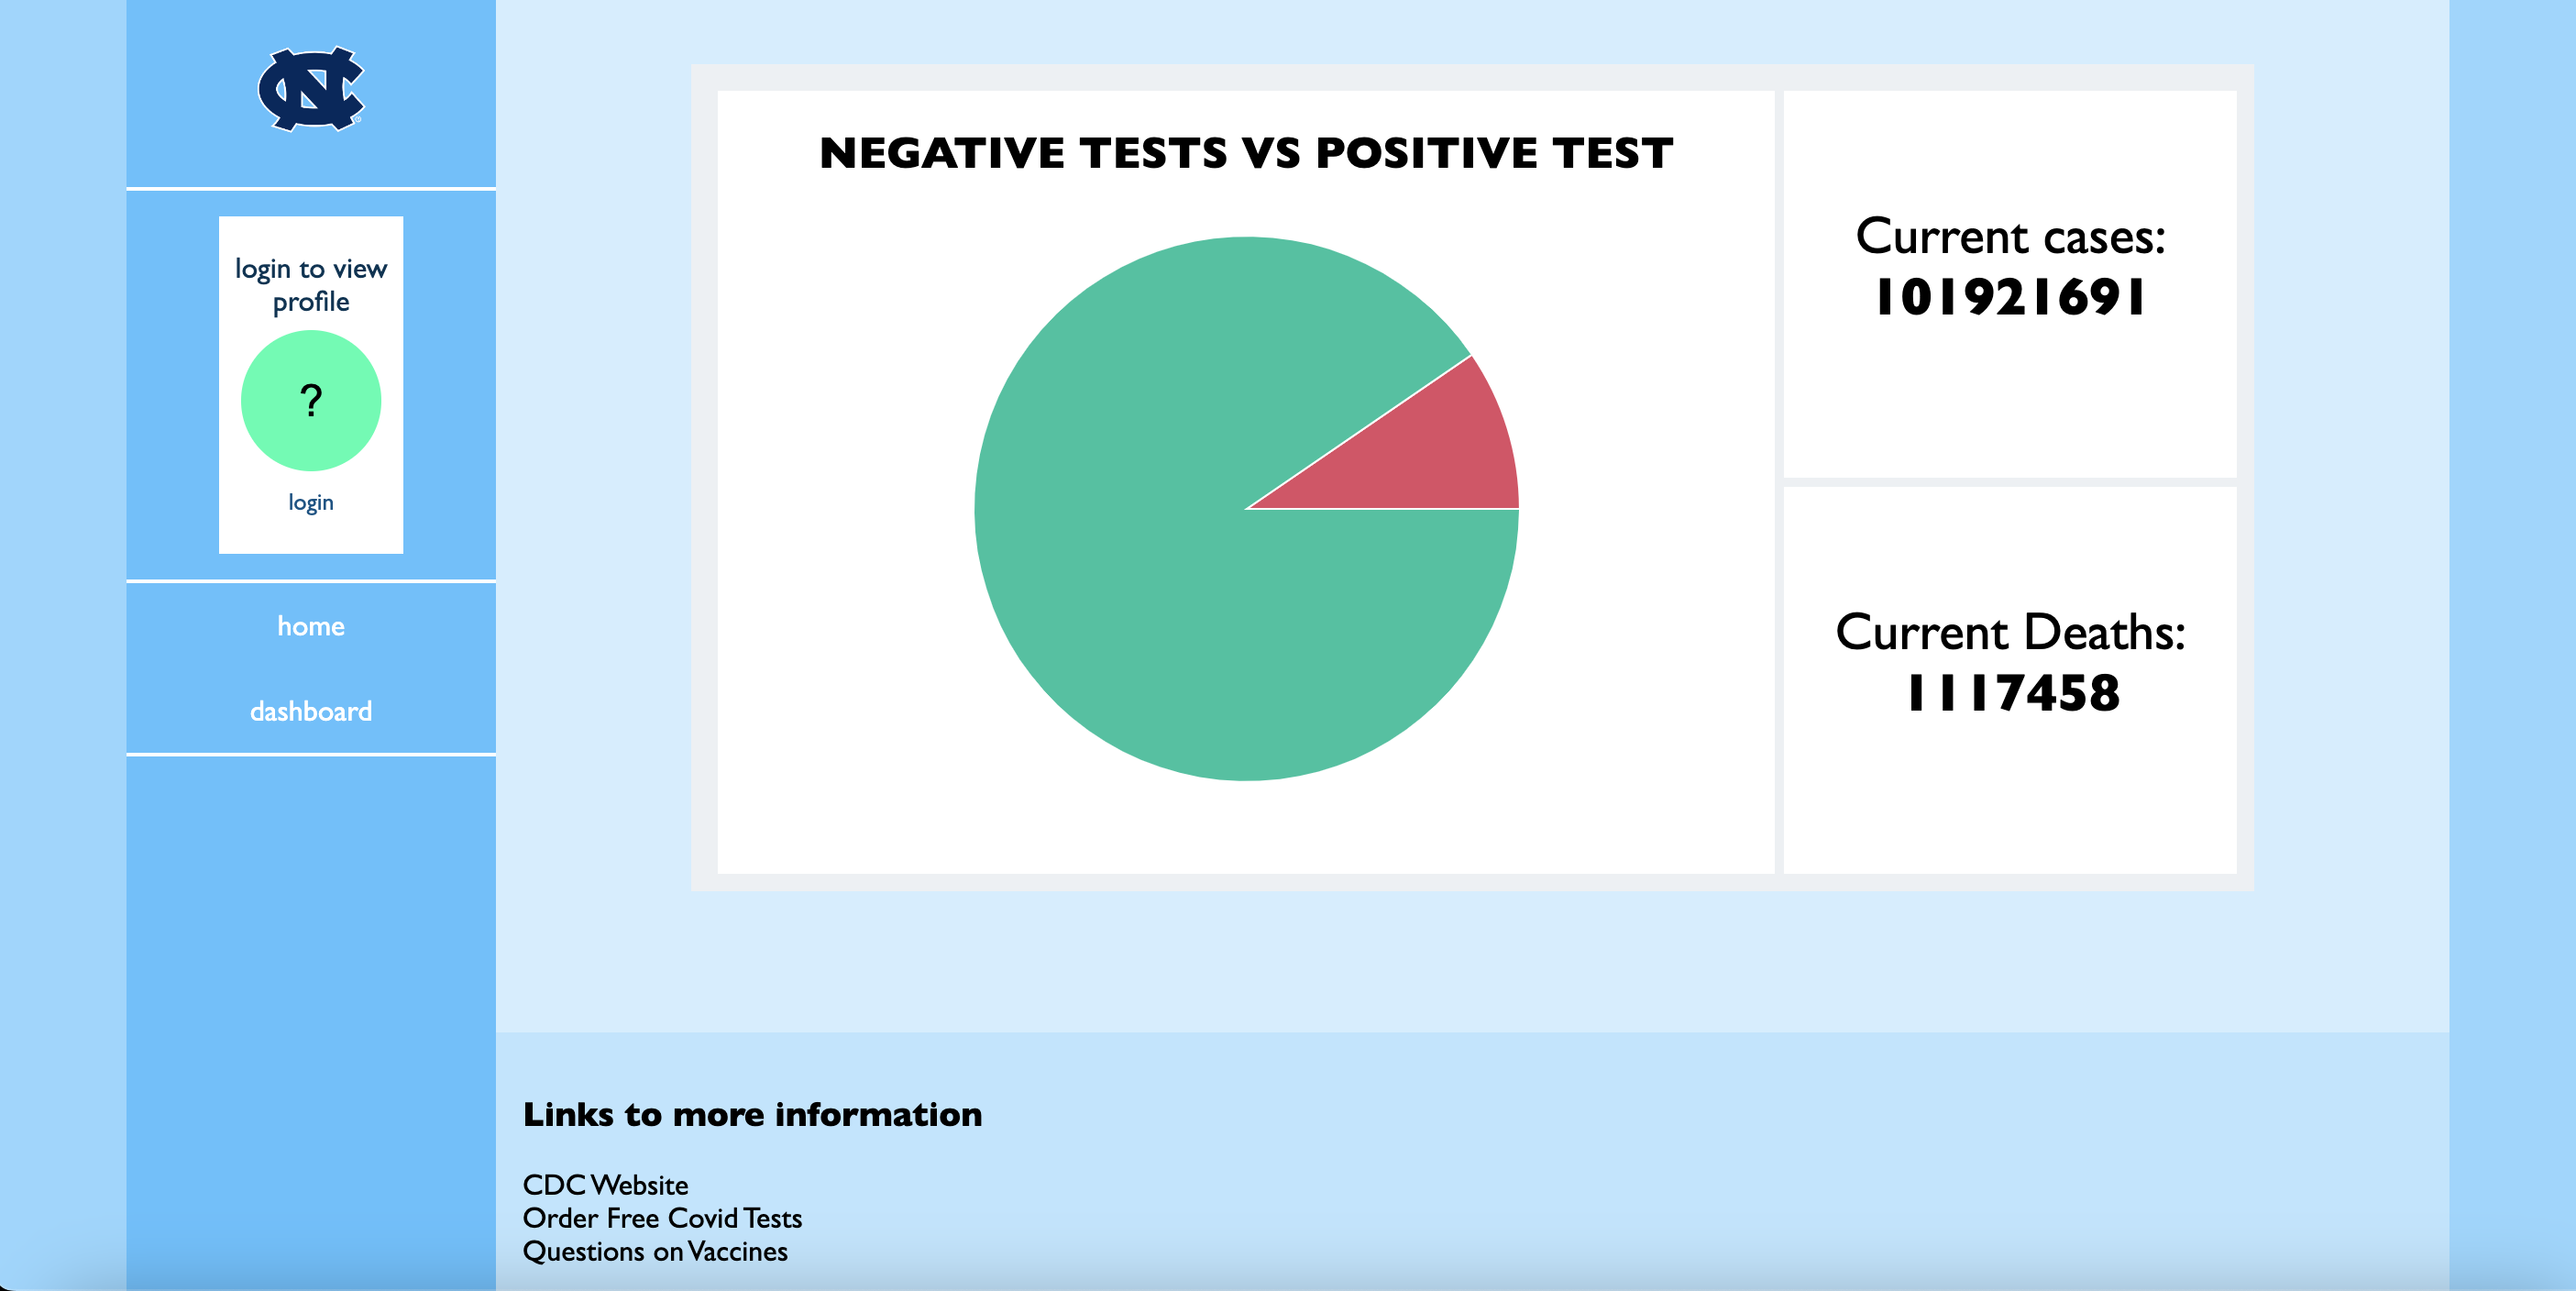 NC
login to view
profile
?
login
home
dashboard
NEGATIVE TESTS VS POSITIVE TEST
Current cases:
101921691
Current Deaths:
1117458
Links to more information
CDC Website
Order Free Covid Tests
Questions on Vaccines